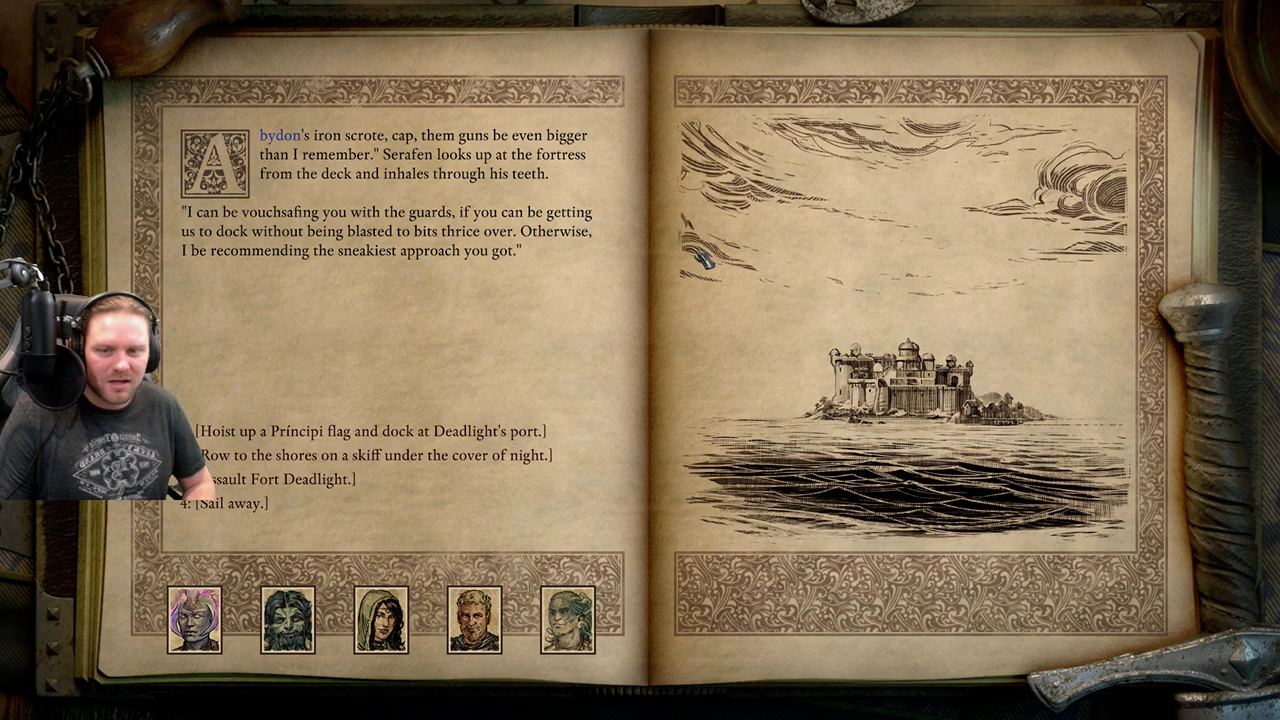 Abydon's iron scrote, cap, them guns be even bigger
than I remember." Serafen looks up at the fortress
from the deck and inhales through his teeth.
"I can be vouchsafing you with the guards, if you can be getting
us to dock without being blasted to bits thrice over. Otherwise,
I be recommending the sneakiest approach you got."
[Hoist up a Príncipi flag and dock at Deadlight's port.]
Row to the shores on a skiff under the cover of night.]
Fort Deadlight.]
4: [Sail away.]